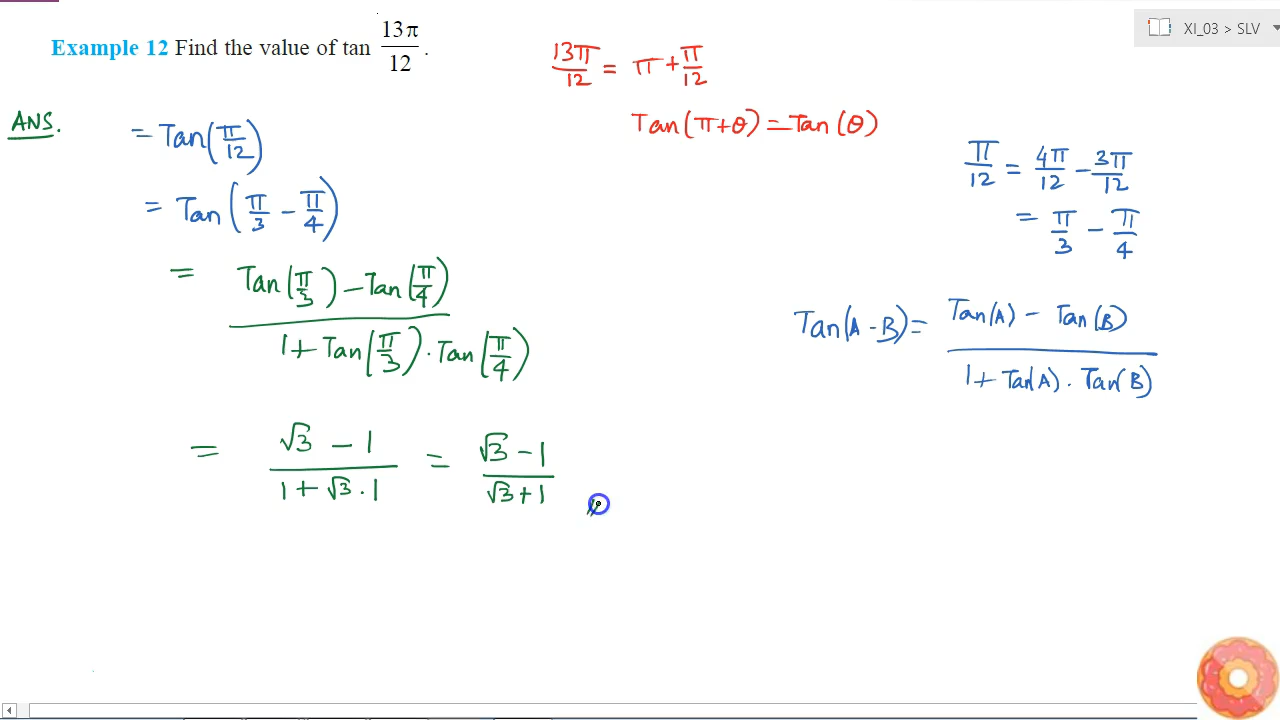 XI_03 > SLV
Example 12 Find the value of tan 13π/12.
13π/12 = π + π/12
Tan(π+θ) = Tan(θ)
ANS.
= Tan(π/12)
= Tan(π/3 - π/4)
= Tan(π/3) - Tan(π/4) / 1 + Tan(π/3) . Tan(π/4)
= √3 - 1 / 1 + √3 . 1 = √3 - 1 / √3 + 1
π/12 = 4π/12 - 3π/12
= π/3 - π/4
Tan(A - B) = Tan(A) - Tan(B) / 1 + Tan(A) . Tan(B)